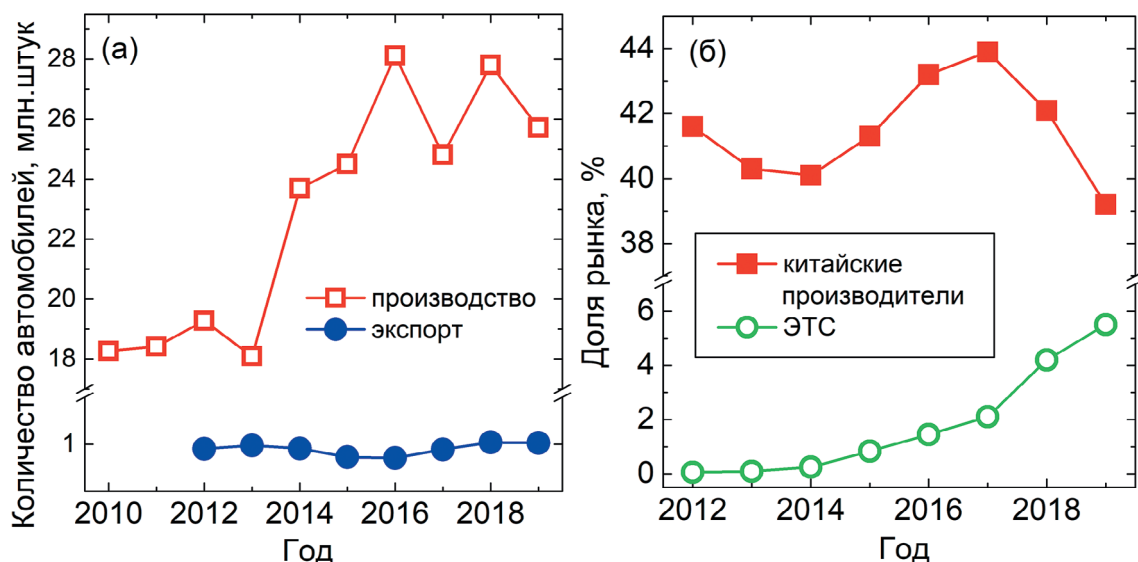 (а)
Количество автомобилей, млн.штук
28
26
24
22
20
18
1
производство
экспорт
2010 2012 2014 2016 2018
Год
(б)
Доля рынка, %
44
42
40
38
6
4
2
0
китайские
производители
ЭТС
2012 2014 2016 2018
Год